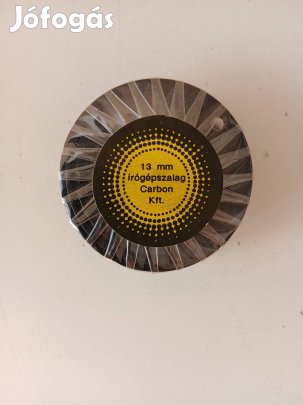 Jófogás
13 mm
írógépszalag
Carbon
Kft.